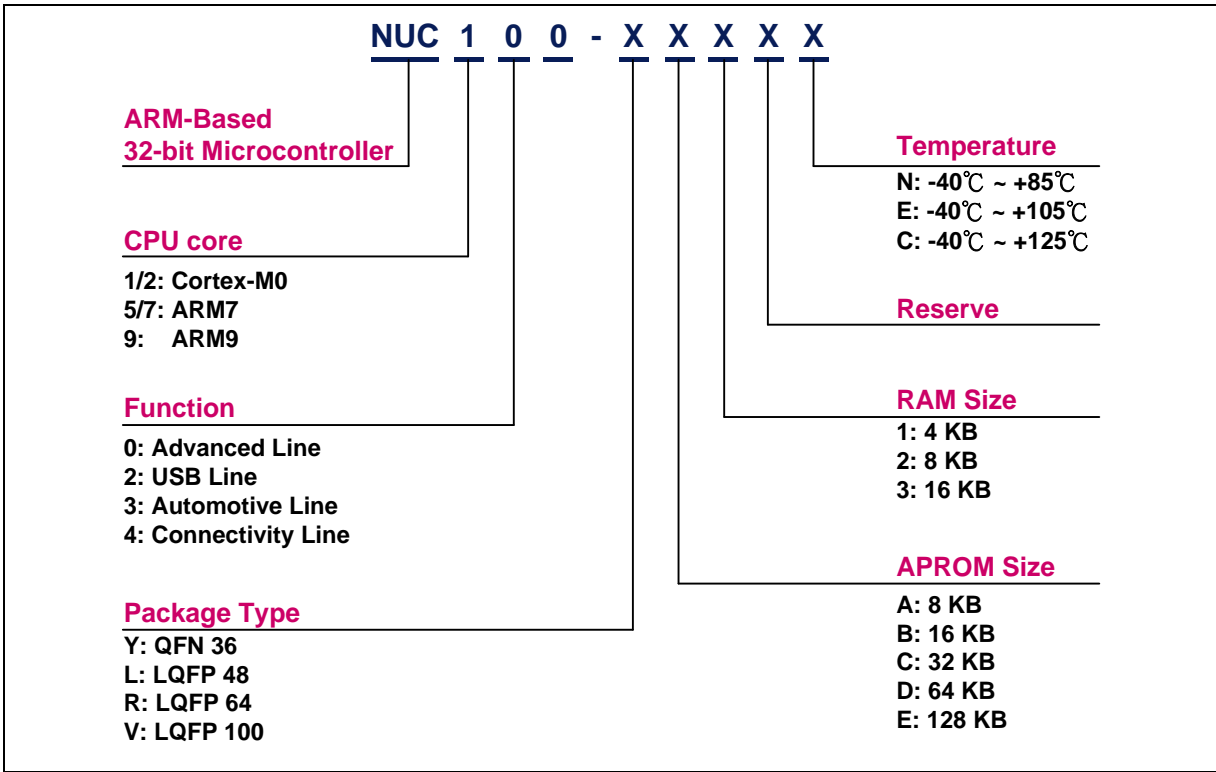 NUC 1 0 0 - X X X X X
ARM-Based
32-bit Microcontroller
CPU core
1/2: Cortex-M0
5/7: ARM7
9: ARM9
Function
0: Advanced Line
2: USB Line
3: Automotive Line
4: Connectivity Line
Package Type
Y: QFN 36
L: LQFP 48
R: LQFP 64
V: LQFP 100
Temperature
N: -40℃ ~ +85℃
E: -40℃ ~ +105℃
C: -40℃ ~ +125℃
Reserve
RAM Size
1: 4 KB
2: 8 KB
3: 16 KB
APROM Size
A: 8 KB
B: 16 KB
C: 32 KB
D: 64 KB
E: 128 KB